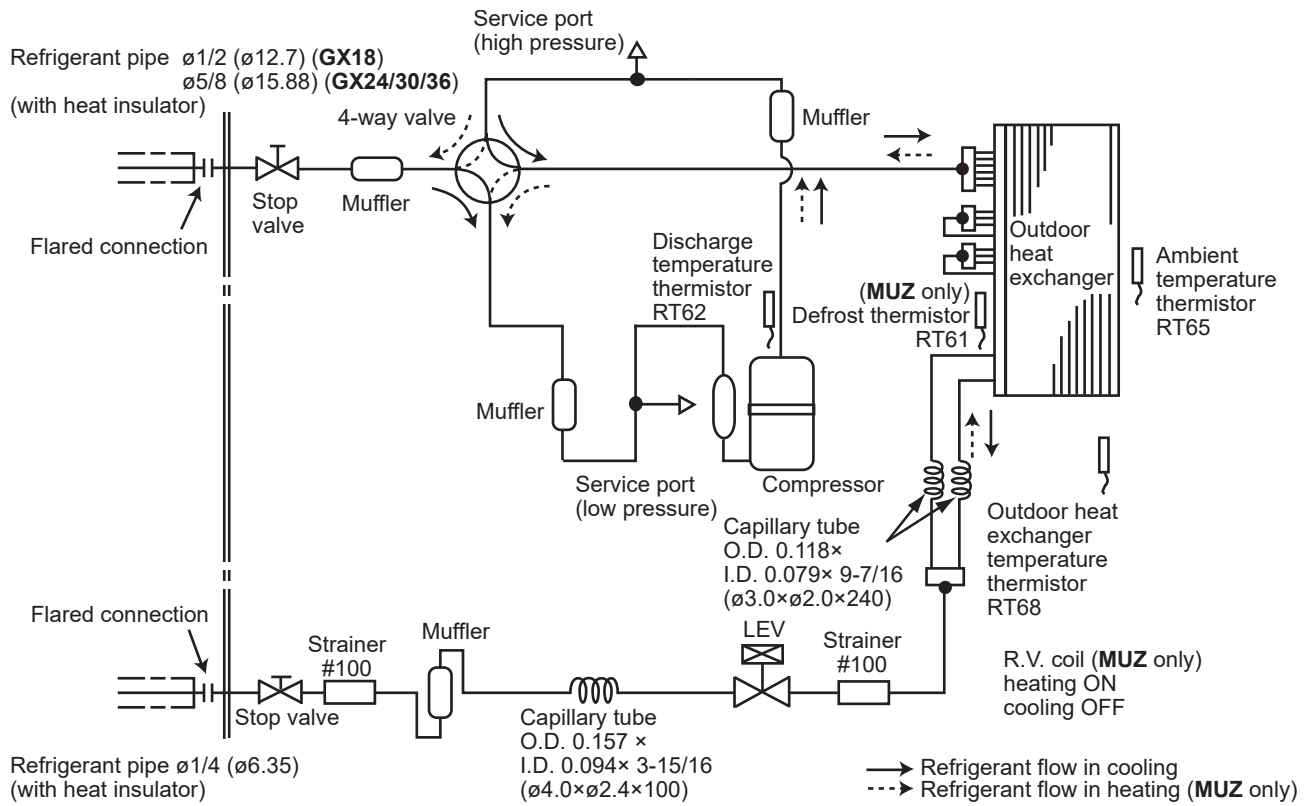 Service port
(high pressure)
Refrigerant pipe ø1/2 (ø12.7) (GX18)
ø5/8 (ø15.88) (GX24/30/36)
(with heat insulator)
4-way valve
Muffler
Stop
valve
Muffler
Flared connection
Discharge
temperature
thermistor
RT62
Outdoor
heat
exchanger
Ambient
temperature
thermistor
RT65
(MUZ only)
Defrost thermistor
RT61
Muffler
Service port
(low pressure)
Compressor
Capillary tube
O.D. 0.118×
I.D. 0.079× 9-7/16
(ø3.0×ø2.0×240)
Outdoor heat
exchanger
temperature
thermistor
RT68
Flared connection
Strainer
#100
Muffler
LEV
Strainer
#100
R.V. coil (MUZ only)
heating ON
cooling OFF
Stop valve
Capillary tube
O.D. 0.157 ×
I.D. 0.094× 3-15/16
(ø4.0×ø2.4×100)
Refrigerant pipe ø1/4 (ø6.35)
(with heat insulator)
Refrigerant flow in cooling
Refrigerant flow in heating (MUZ only)